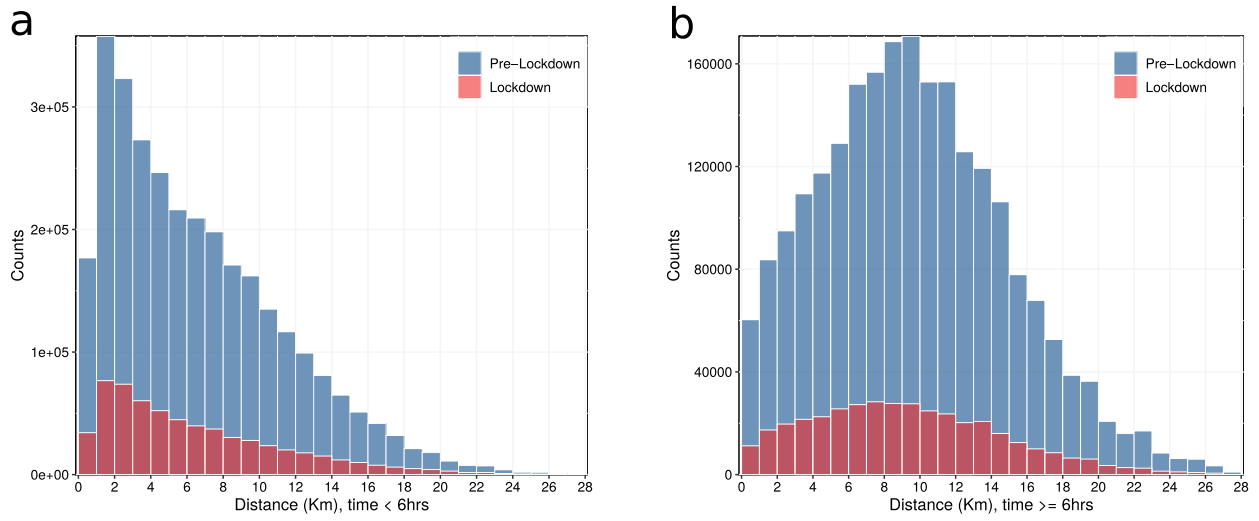 a
Counts
3e+05
2e+05
1e+05
0e+00
Pre−Lockdown
Lockdown
0 2 4 6 8 10 12 14 16 18 20 22 24 26 28
Distance (Km), time < 6hrs
b
Counts
160000
120000
80000
40000
0
Pre−Lockdown
Lockdown
0 2 4 6 8 10 12 14 16 18 20 22 24 26 28
Distance (Km), time >= 6hrs